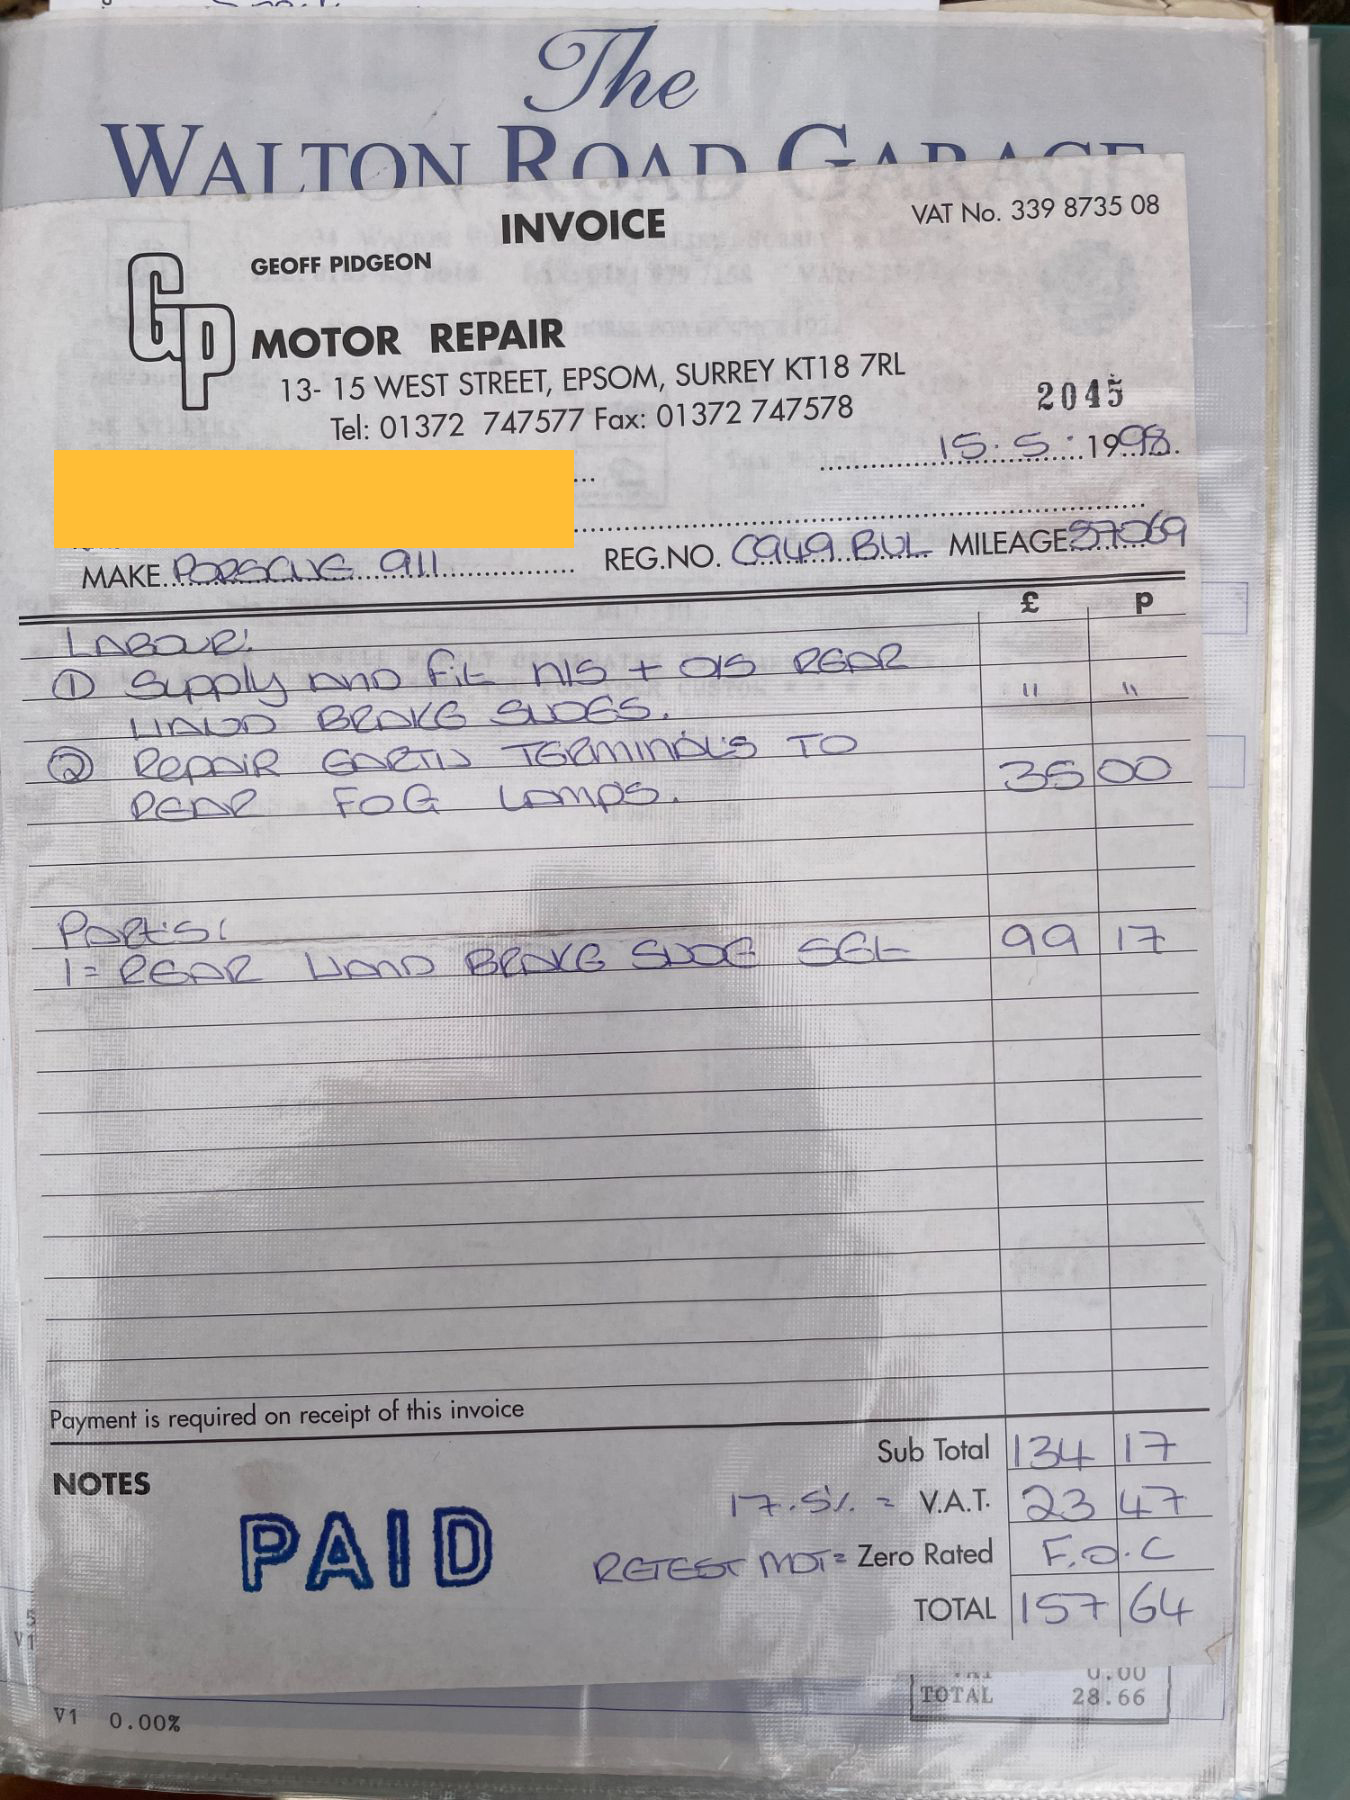 The
WALTON ROAD GARAGE
INVOICE
VAT No. 339 8735 08
GEOFF PIDGEON
GP
MOTOR REPAIR
13- 15 WEST STREET, EPSOM, SURREY KT18 7RL
2045
Tel: 01372 747577 Fax: 01372 747578
15.5.1998.
MAKE PORSCHE 911 REG.NO. C949 BUL MILEAGE 87069
£ p
LABOUR:
① Supply and fit N/S + O/S REAR
HAND BRAKE SHOES. " "
② Repair EARTH TERMINALS TO
REAR FOG LAMPS. 35 00
Parts:
1 = REAR HAND BRAKE SHOE SET 99 17
Payment is required on receipt of this invoice
Sub Total 134 17
NOTES
17.5% = V.A.T. 23 47
PAID
RETEST MOT = Zero Rated F.O.C
TOTAL 157 64
5
V1
0.00
TOTAL 28.66
V1 0.00%